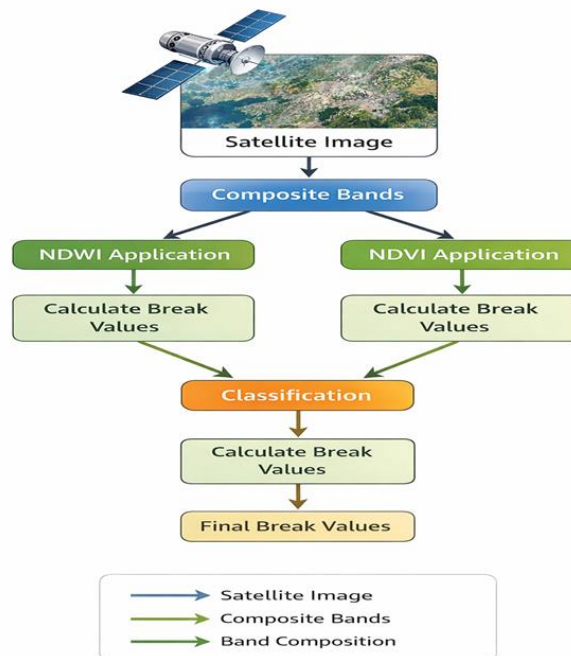 Satellite Image
Composite Bands
NDWI Application
NDVI Application
Calculate Break
Values
Calculate Break
Values
Classification
Calculate Break
Values
Final Break Values
Satellite Image
Composite Bands
Band Composition